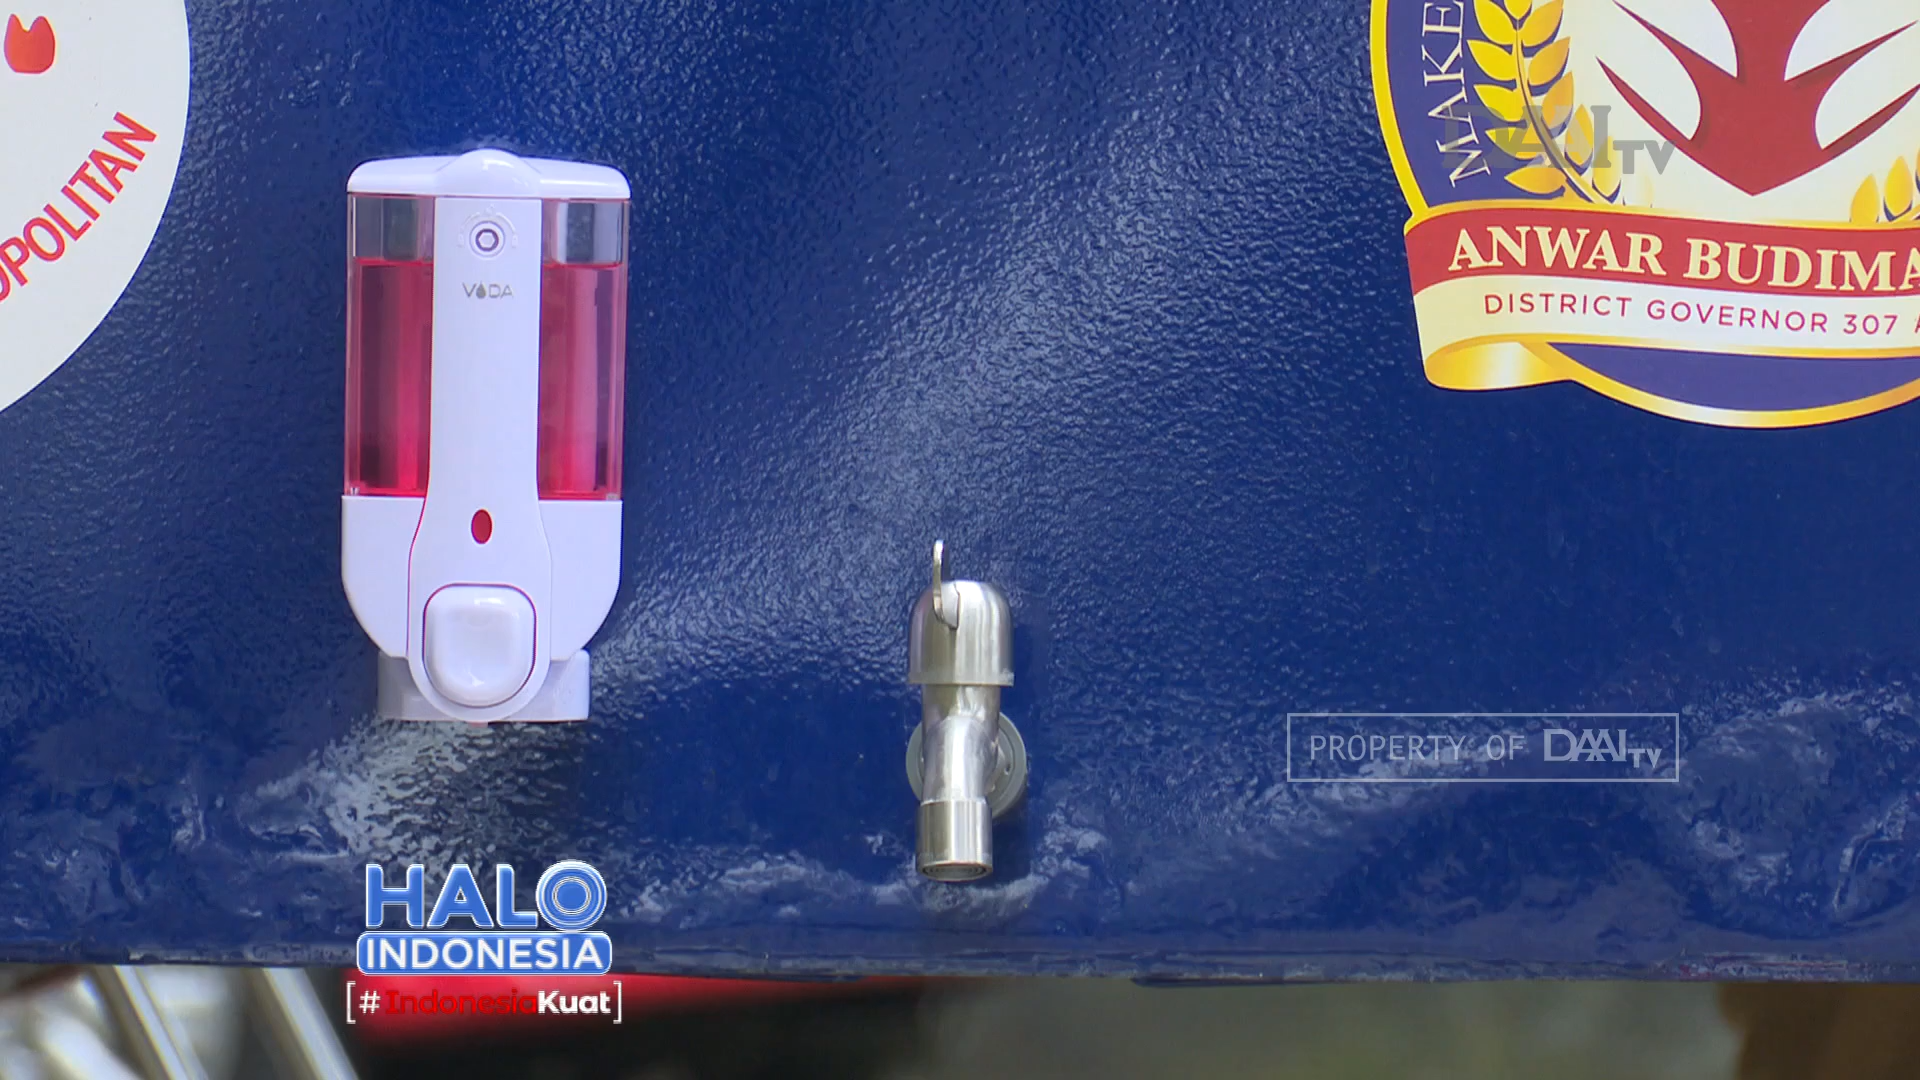 OPOLITAN
VODA
MAKE
DAAI TV
ANWAR BUDIMA
DISTRICT GOVERNOR 307
PROPERTY OF DAAI TV
HALO
INDONESIA
[#IndonesiaKuat]